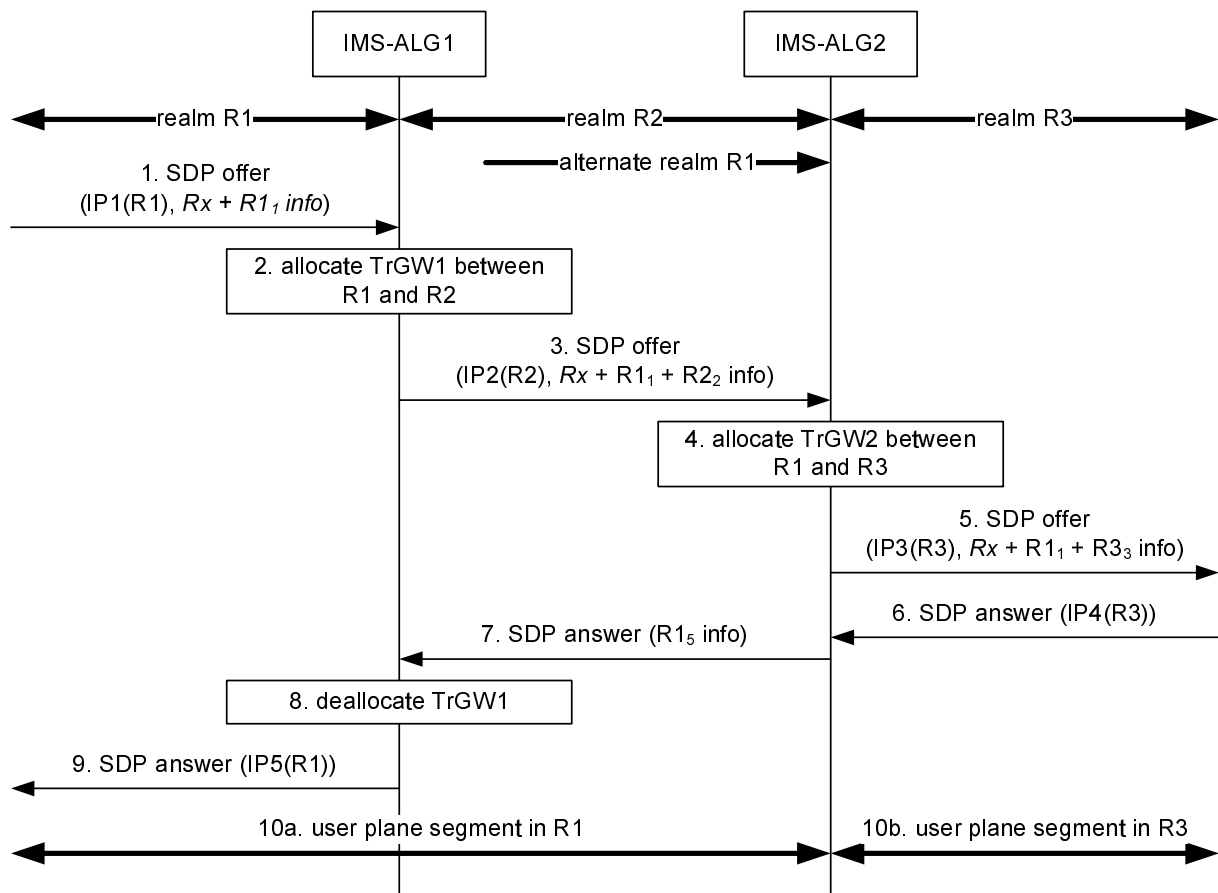 IMS-ALG1
IMS-ALG2
realm R1
realm R2
realm R3
alternate realm R1
1. SDP offer
(IP1(R1), Rx + R1₁ info)
2. allocate TrGW1 between
R1 and R2
3. SDP offer
(IP2(R2), Rx + R1₁ + R2₂ info)
4. allocate TrGW2 between
R1 and R3
5. SDP offer
(IP3(R3), Rx + R1₁ + R3₃ info)
6. SDP answer (IP4(R3))
7. SDP answer (R1₅ info)
8. deallocate TrGW1
9. SDP answer (IP5(R1))
10a. user plane segment in R1
10b. user plane segment in R3